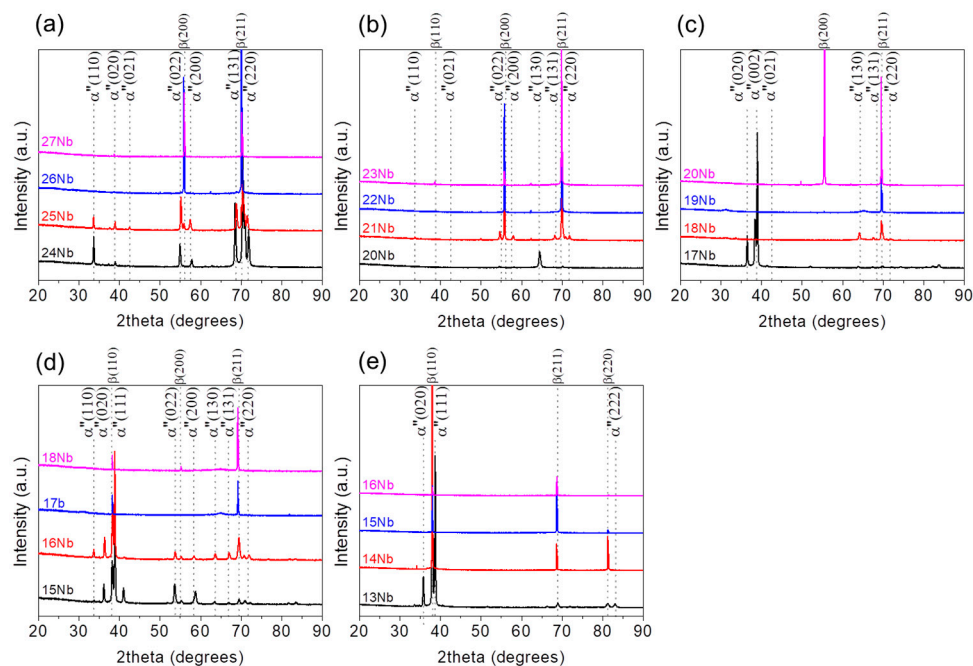 (a)
Intensity (a.u.)
α"(110)
α"(020)
α"(021)
α"(022)
β(200)
α"(200)
α"(131)
β(211)
α"(220)
27Nb
26Nb
25Nb
24Nb
20 30 40 50 60 70 80 90
2theta (degrees)
(b)
Intensity (a.u.)
α"(110)
β(110)
α"(021)
α"(022)
β(200)
α"(200)
α"(130)
α"(131)
β(211)
α"(220)
23Nb
22Nb
21Nb
20Nb
20 30 40 50 60 70 80 90
2theta (degrees)
(c)
Intensity (a.u.)
α"(020)
α"(002)
α"(021)
β(200)
α"(130)
α"(131)
β(211)
α"(220)
20Nb
19Nb
18Nb
17Nb
20 30 40 50 60 70 80 90
2theta (degrees)
(d)
Intensity (a.u.)
α"(110)
α"(020)
β(110)
α"(111)
α"(022)
β(200)
α"(200)
α"(130)
α"(131)
β(211)
α"(220)
18Nb
17b
16Nb
15Nb
20 30 40 50 60 70 80 90
2theta (degrees)
(e)
Intensity (a.u.)
α"(020)
β(110)
α"(111)
β(211)
β(220)
α"(222)
16Nb
15Nb
14Nb
13Nb
20 30 40 50 60 70 80 90
2theta (degrees)